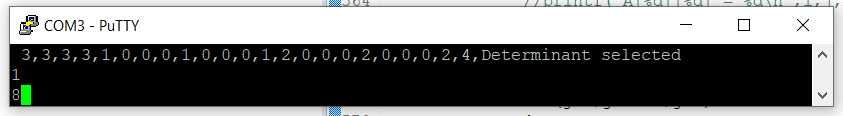 //printf("A[%d][%d] = %d\n",i,j,
COM3 - PuTTY
3,3,3,3,1,0,0,0,1,0,0,0,1,2,0,0,0,2,0,0,0,2,4,Determinant selected
1
8